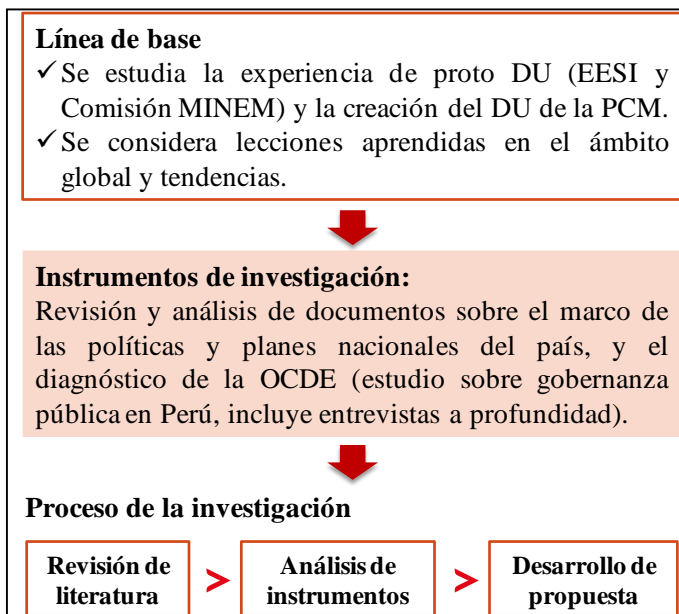 Línea de base
✓ Se estudia la experiencia de proto DU (EESI y
Comisión MINEM) y la creación del DU de la PCM.
✓ Se considera lecciones aprendidas en el ámbito
global y tendencias.
Instrumentos de investigación:
Revisión y análisis de documentos sobre el marco de
las políticas y planes nacionales del país, y el
diagnóstico de la OCDE (estudio sobre gobernanza
pública en Perú, incluye entrevistas a profundidad).
Proceso de la investigación
Revisión de
literatura
>
Análisis de
instrumentos
>
Desarrollo de
propuesta